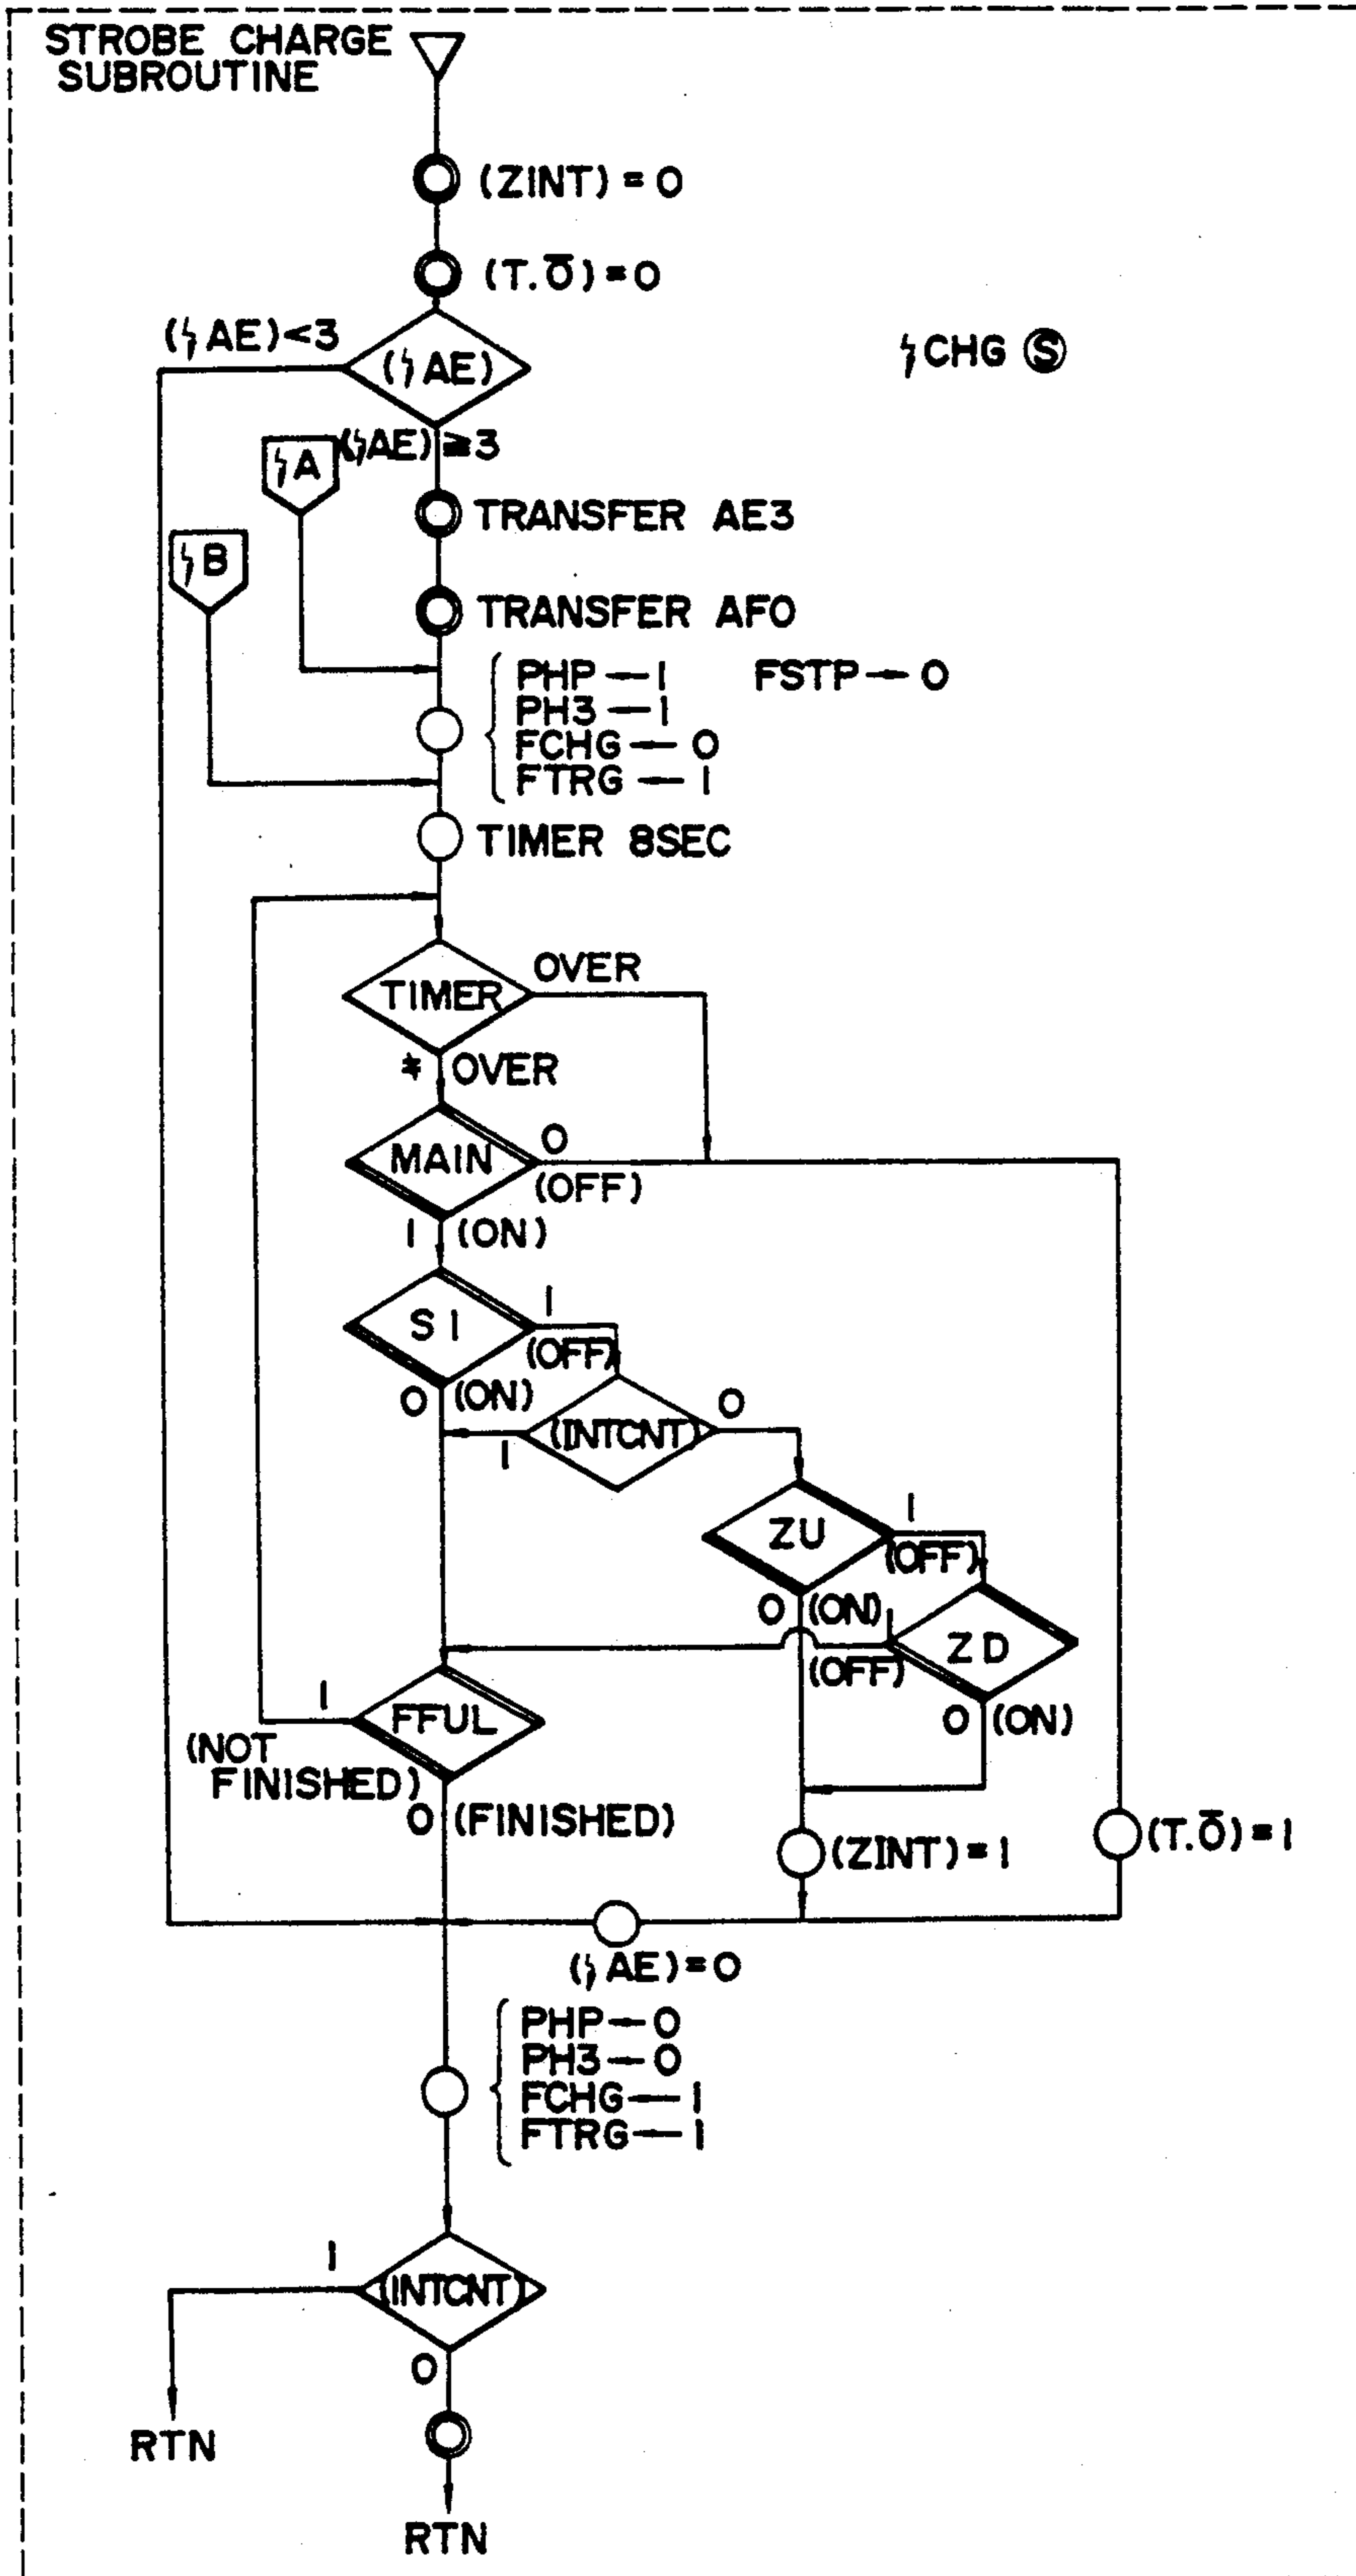 STROBE CHARGE
SUBROUTINE
(ZINT)=0
(T.O̅)=0
(ϟAE)<3
(ϟAE)
ϟCHG Ⓢ
ϟA
(ϟAE)≧3
TRANSFER AE3
ϟB
TRANSFER AF0
PHP←1 FSTP←0
PH3←1
FCHG←0
FTRG←1
TIMER 8SEC
TIMER
OVER
≠ OVER
MAIN
0
(OFF)
1 (ON)
S1
1
(OFF)
0 (ON)
(INTCNT)
0
1
ZU
1
(OFF)
0 (ON)
1
ZD
(OFF)
0 (ON)
1
FFUL
(NOT
FINISHED)
0 (FINISHED)
(ZINT)=1
(T.O̅)=1
(ϟAE)=0
PHP←0
PH3←0
FCHG←1
FTRG←1
1
(INTCNT)
0
RTN
RTN